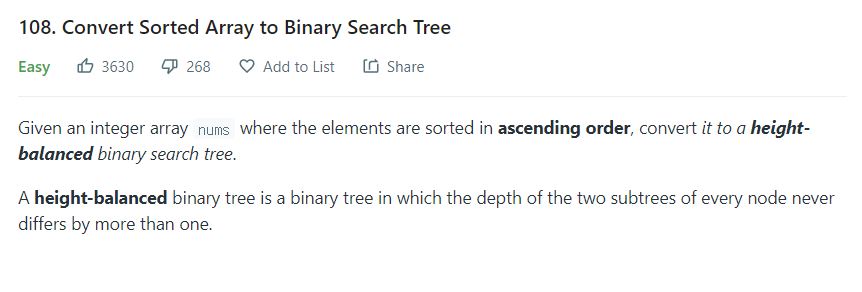 108. Convert Sorted Array to Binary Search Tree
Easy 3630 268 Add to List Share
Given an integer array nums where the elements are sorted in ascending order, convert it to a height-
balanced binary search tree.
A height-balanced binary tree is a binary tree in which the depth of the two subtrees of every node never
differs by more than one.